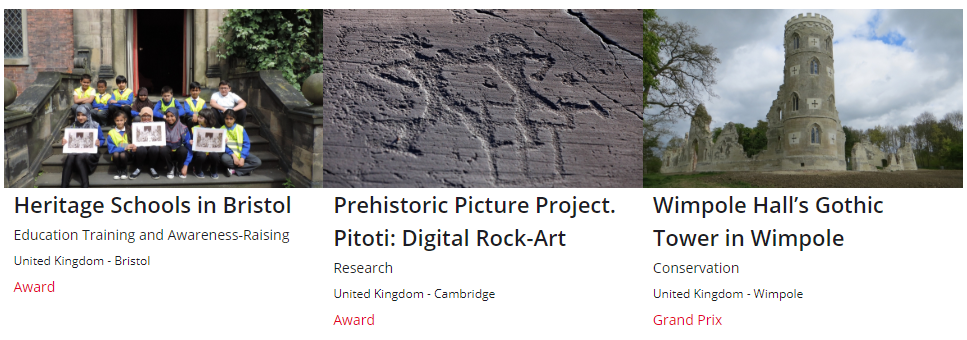 Heritage Schools in Bristol
Education Training and Awareness-Raising
United Kingdom - Bristol
Award
Prehistoric Picture Project.
Pitoti: Digital Rock-Art
Research
United Kingdom - Cambridge
Award
Wimpole Hall’s Gothic
Tower in Wimpole
Conservation
United Kingdom - Wimpole
Grand Prix